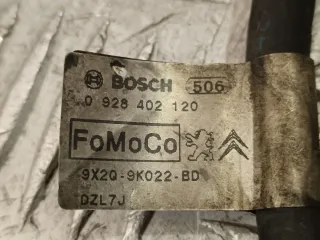 BOSCH 506
0 928 402 120
FoMoCo
9X2Q-9K022-BD
DZL7J